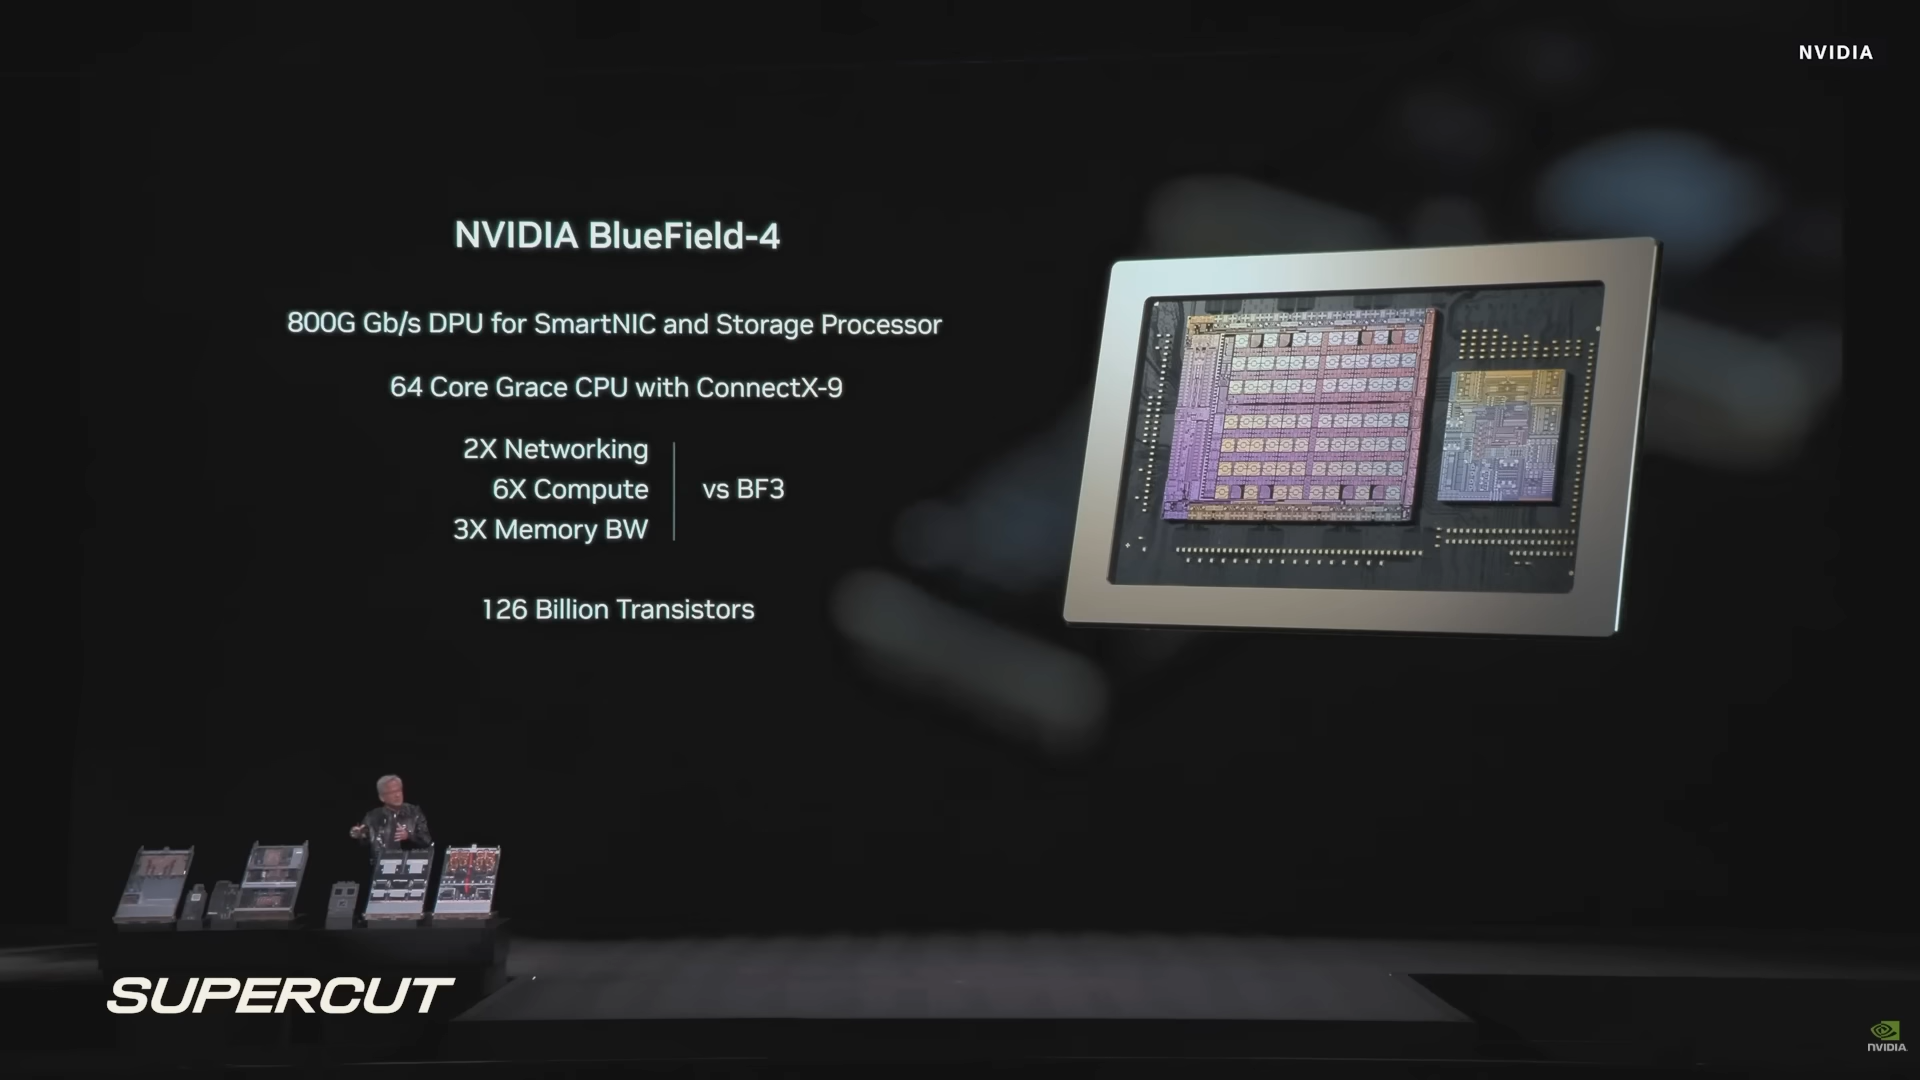 NVIDIA
NVIDIA BlueField-4
800G Gb/s DPU for SmartNIC and Storage Processor
64 Core Grace CPU with ConnectX-9
2X Networking
6X Compute
3X Memory BW
vs BF3
126 Billion Transistors
SUPERCUT
NVIDIA